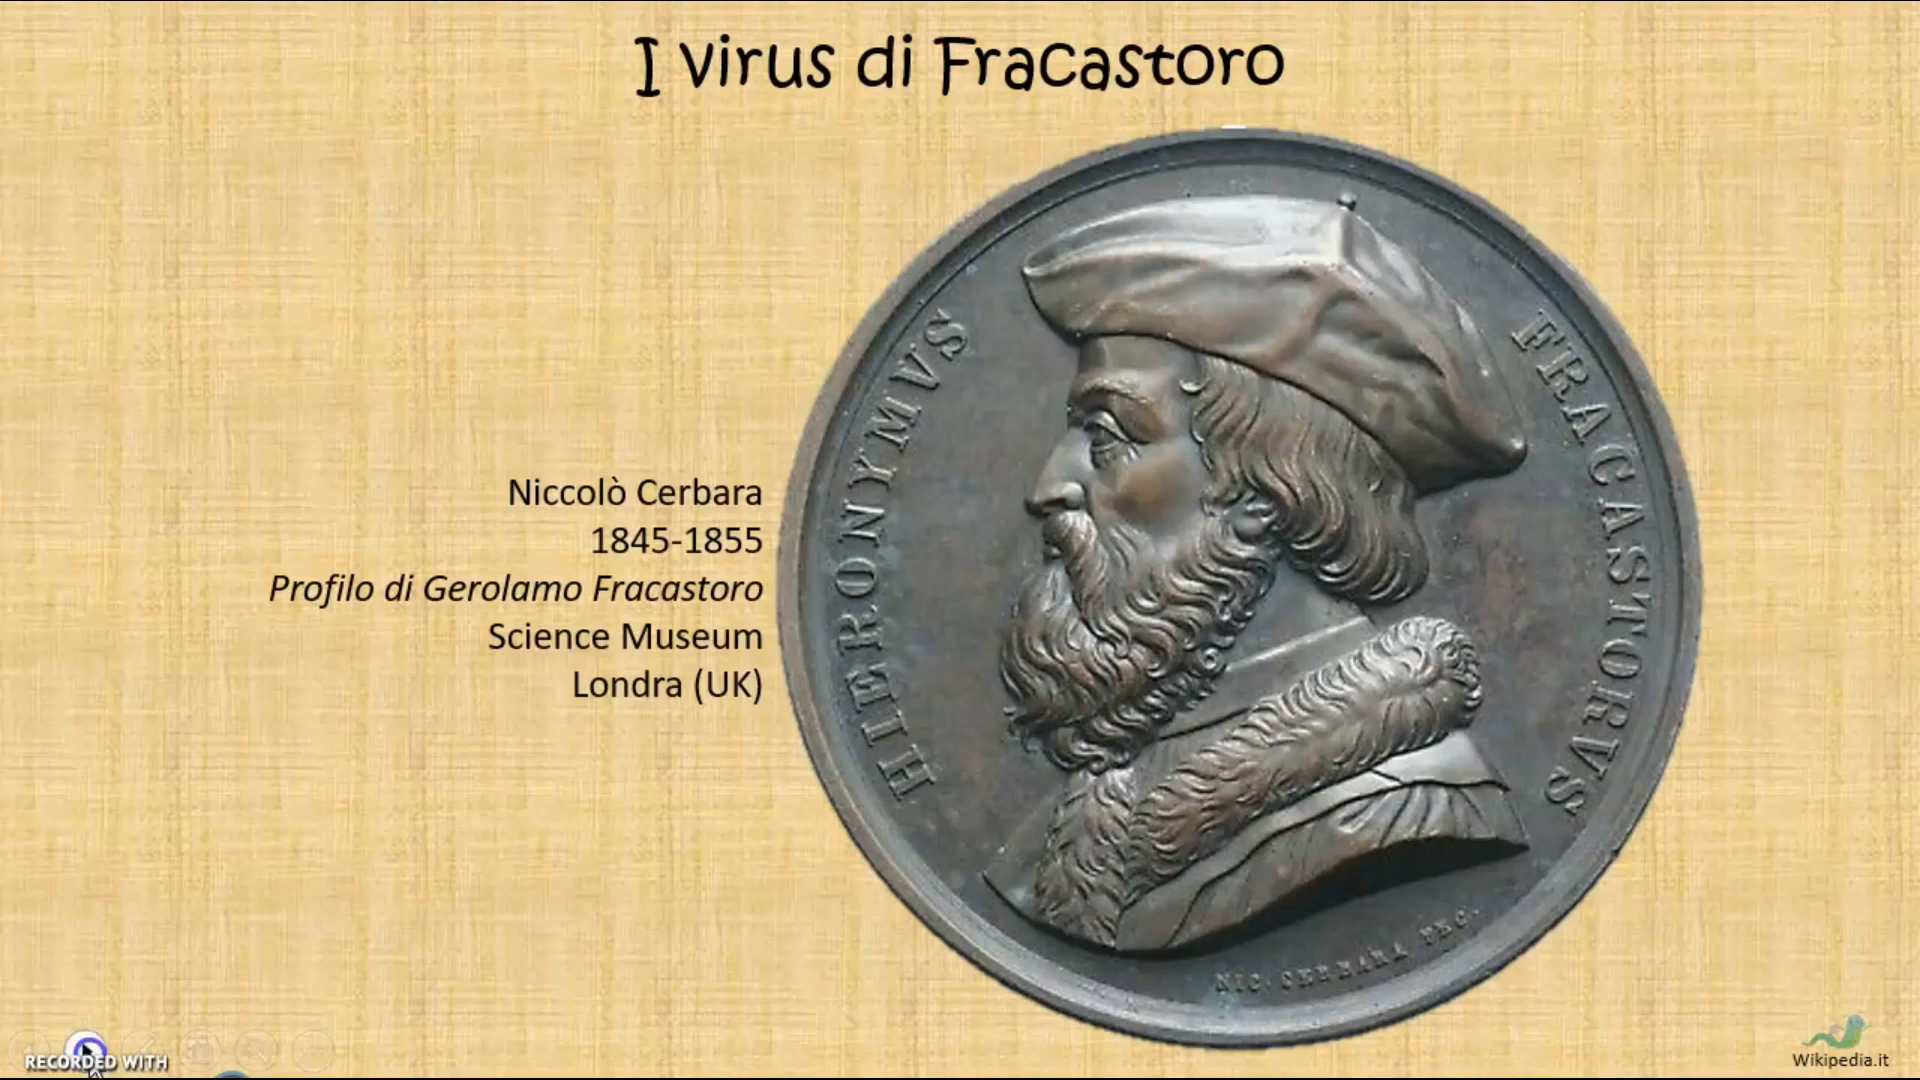 I virus di Fracastoro
Niccolò Cerbara
1845-1855
Profilo di Gerolamo Fracastoro
Science Museum
Londra (UK)
HIERONYMVS
FRACASTORVS
NIC. CERBARA FEC.
RECORDED WITH
Wikipedia.it